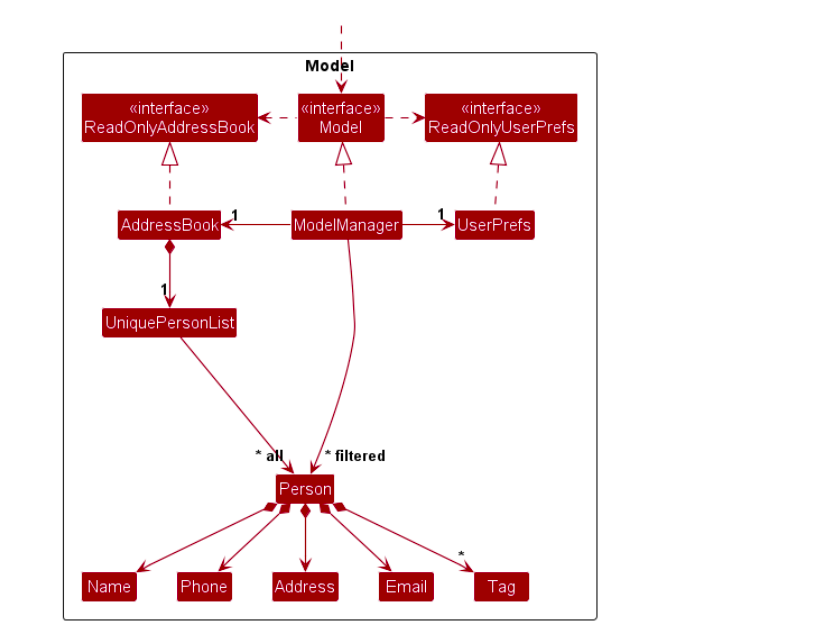 Model
«interface»
ReadOnlyAddressBook
«interface»
Model
«interface»
ReadOnlyUserPrefs
AddressBook
1
ModelManager
1
UserPrefs
1
UniquePersonList
* all
* filtered
Person
*
Name
Phone
Address
Email
Tag